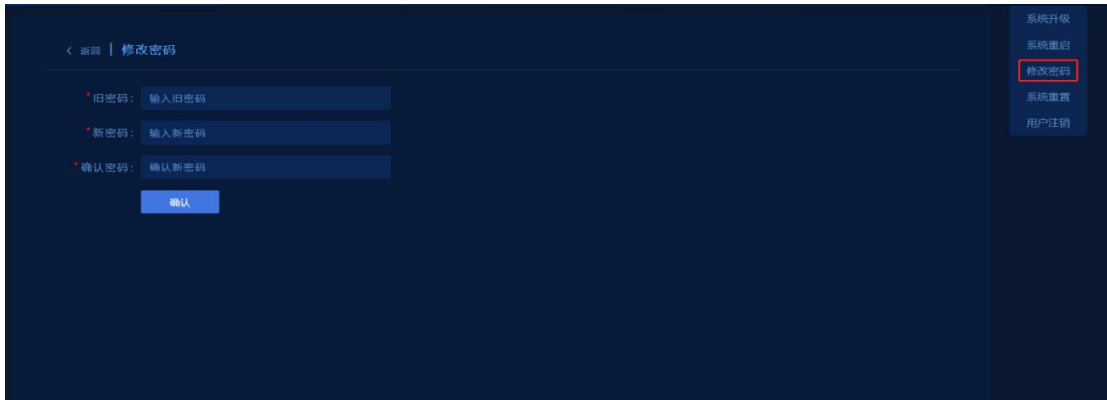 返回 | 修改密码
*旧密码: 输入旧密码
*新密码: 输入新密码
*确认密码: 确认新密码
确认
系统升级
系统重启
修改密码
系统重置
用户注销